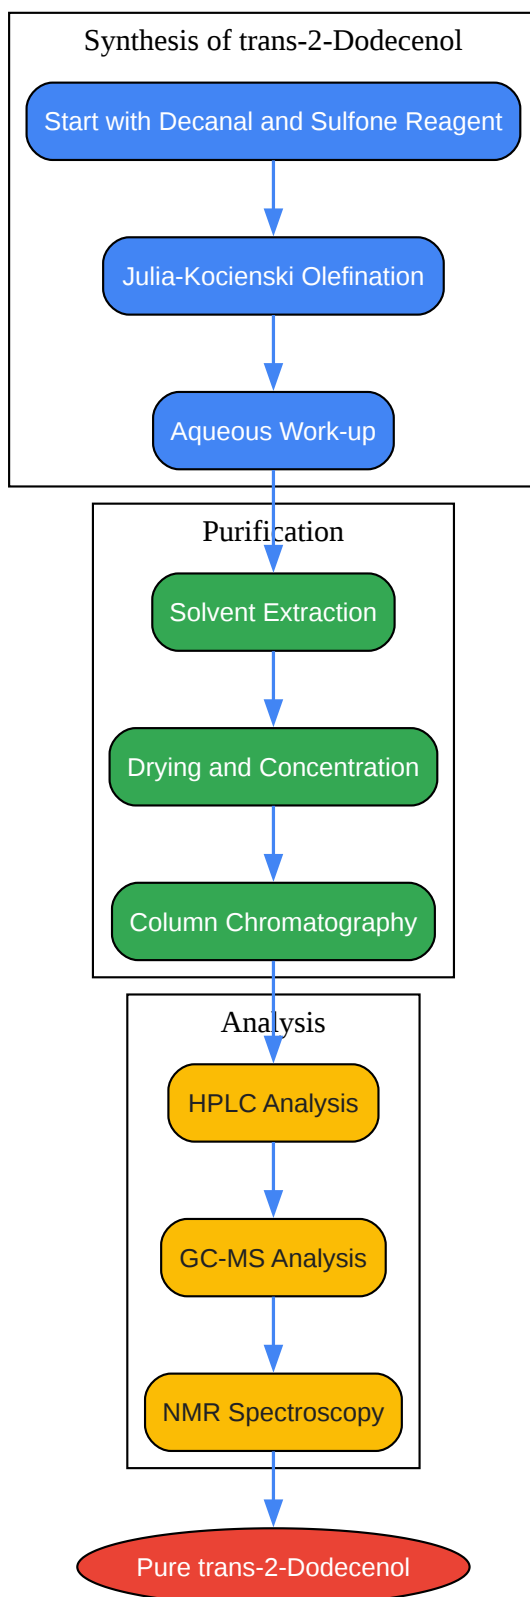 Synthesis of trans-2-Dodecenol
Start with Decanal and Sulfone Reagent
Julia-Kocienski Olefination
Aqueous Work-up
Purification
Solvent Extraction
Drying and Concentration
Column Chromatography
Analysis
HPLC Analysis
GC-MS Analysis
NMR Spectroscopy
Pure trans-2-Dodecenol